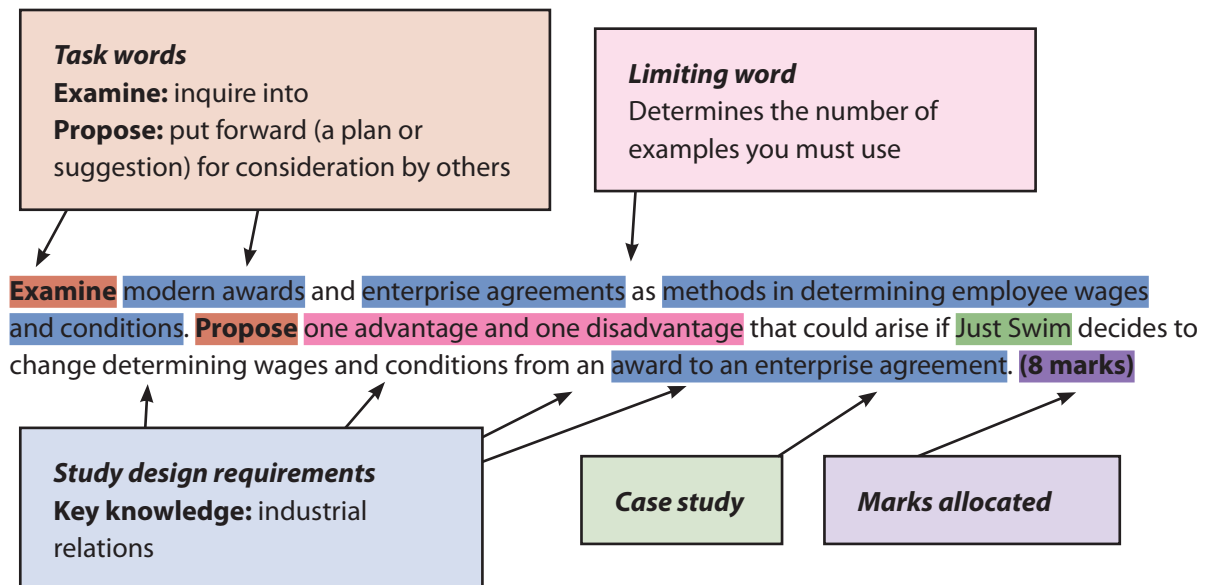 Task words
Examine: inquire into
Propose: put forward (a plan or
suggestion) for consideration by others
Limiting word
Determines the number of
examples you must use
Examine modern awards and enterprise agreements as methods in determining employee wages
and conditions. Propose one advantage and one disadvantage that could arise if Just Swim decides to
change determining wages and conditions from an award to an enterprise agreement. (8 marks)
Study design requirements
Key knowledge: industrial
relations
Case study
Marks allocated